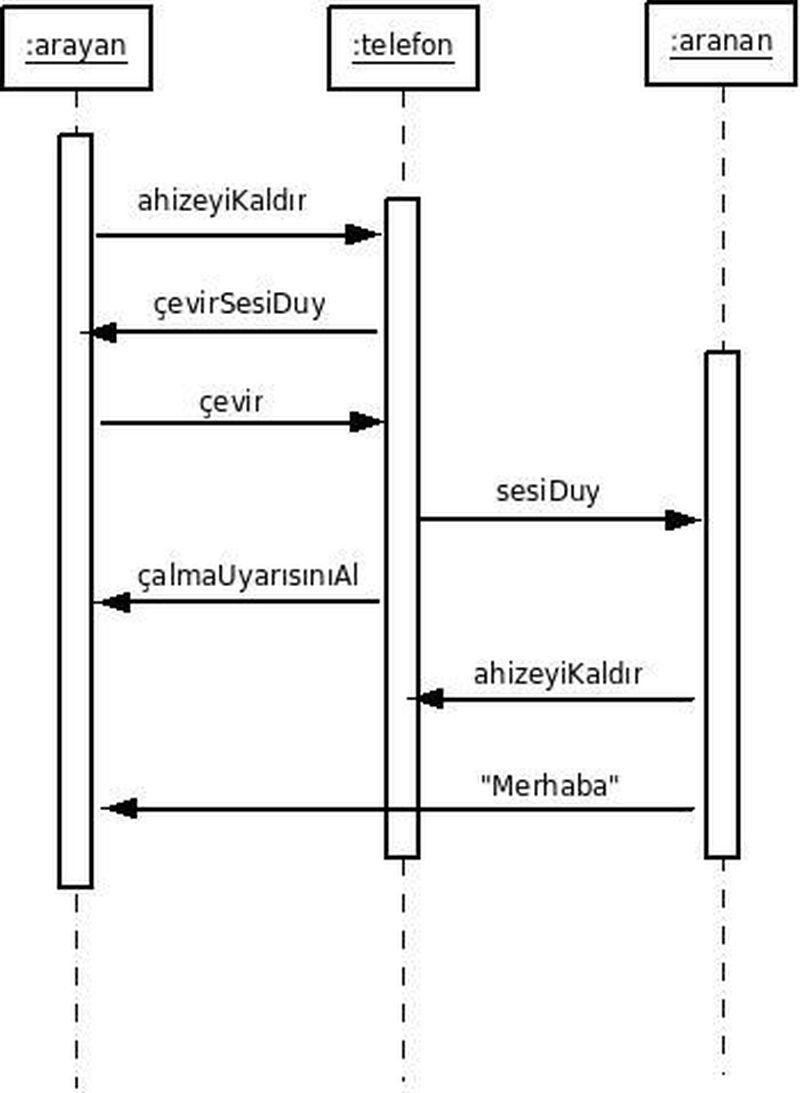 :arayan
:telefon
:aranan
ahizeyiKaldır
çevirSesiDuy
çevir
sesiDuy
çalmaUyarısınıAl
ahizeyiKaldır
"Merhaba"